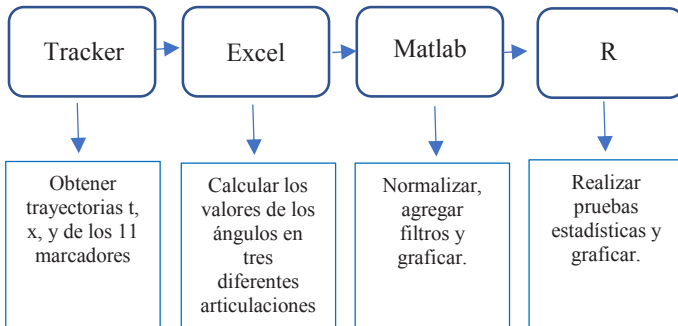 Tracker
Excel
Matlab
R
Obtener
trayectorias t,
x, y de los 11
marcadores
Calcular los
valores de los
ángulos en
tres
diferentes
articulaciones
Normalizar,
agregar
filtros y
graficar.
Realizar
pruebas
estadísticas y
graficar.